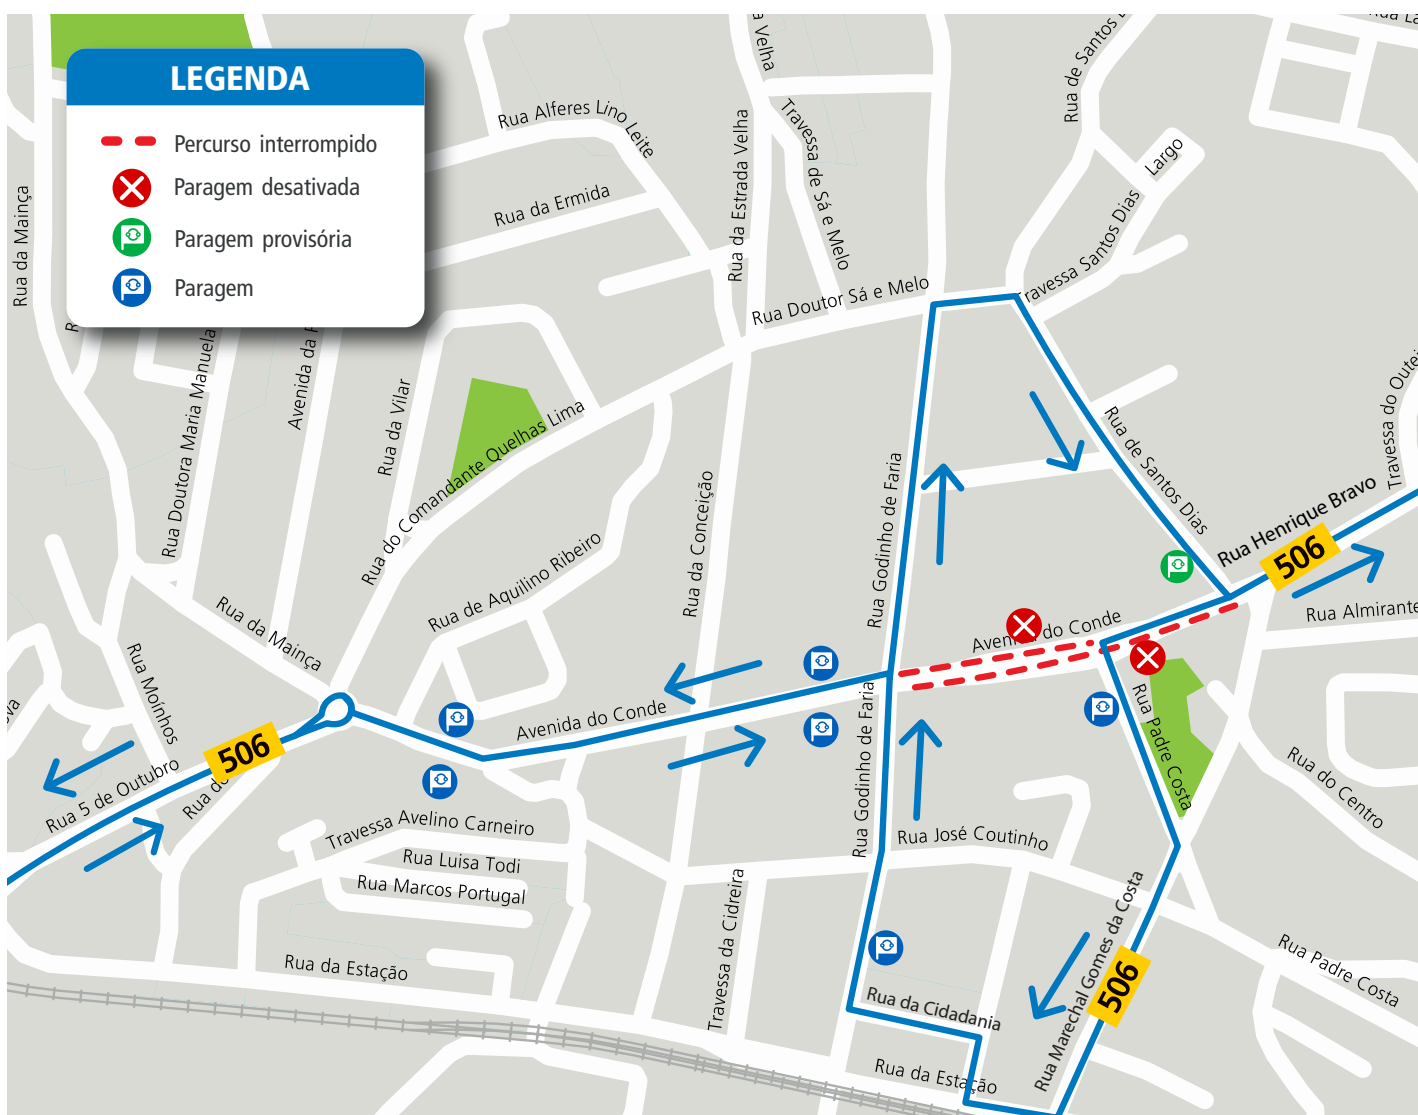 LEGENDA
Percurso interrompido
Paragem desativada
Paragem provisória
Paragem
Rua da Mainça
Rua Alferes Lino Leite
Rua da Ermida
Velha
Rua da Estrada Velha
Travessa de Sá e Melo
Rua de Santos
Largo
Travessa Santos Dias
Rua Doutor Sá e Melo
Rua Doutora Maria Manuela
Avenida da
Rua da Vilar
Rua do Comandante Quelhas Lima
Rua de Aquilino Ribeiro
Rua da Conceição
Rua Godinho de Faria
Rua de Santos Dias
Travessa do Outei
Rua Henrique Bravo
506
Rua Almirante
Avenida do Conde
Rua da Mainça
Rua Moínhos
Avenida do Conde
506
Rua 5 de Outubro
Rua do
Rua Godinho de Faria
Rua Padre Costa
Rua do Centro
Travessa Avelino Carneiro
Rua Luisa Todi
Rua Marcos Portugal
Rua José Coutinho
Travessa da Cidreira
Rua da Estação
Rua da Cidadania
Rua Marechal Gomes da Costa
506
Rua Padre Costa
Rua da Estação